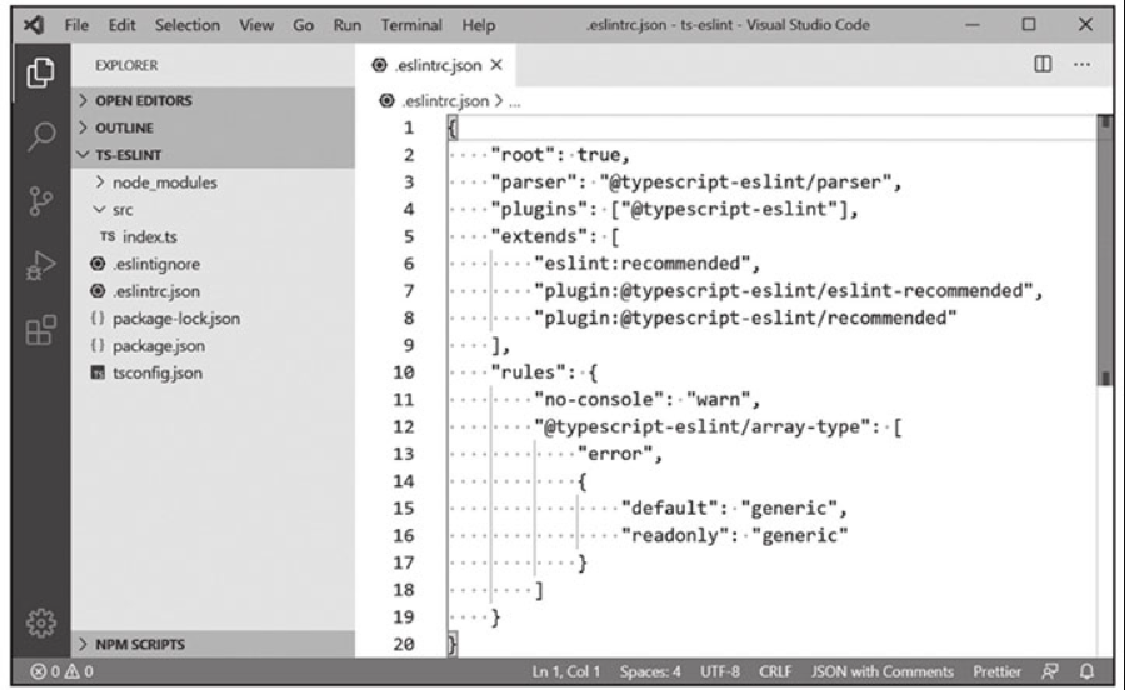 File Edit Selection View Go Run Terminal Help .eslintrc.json - ts-eslint - Visual Studio Code
EXPLORER
OPEN EDITORS
OUTLINE
TS-ESLINT
node_modules
src
TS index.ts
.eslintignore
.eslintrc.json
{} package-lock.json
{} package.json
TS tsconfig.json
NPM SCRIPTS
.eslintrc.json
.eslintrc.json > ...
1 {
2 "root": true,
3 "parser": "@typescript-eslint/parser",
4 "plugins": ["@typescript-eslint"],
5 "extends": [
6 "eslint:recommended",
7 "plugin:@typescript-eslint/eslint-recommended",
8 "plugin:@typescript-eslint/recommended"
9 ],
10 "rules": {
11 "no-console": "warn",
12 "@typescript-eslint/array-type": [
13 "error",
14 {
15 "default": "generic",
16 "readonly": "generic"
17 }
18 ]
19 }
20 }
0 0 Ln 1, Col 1 Spaces: 4 UTF-8 CRLF JSON with Comments Prettier